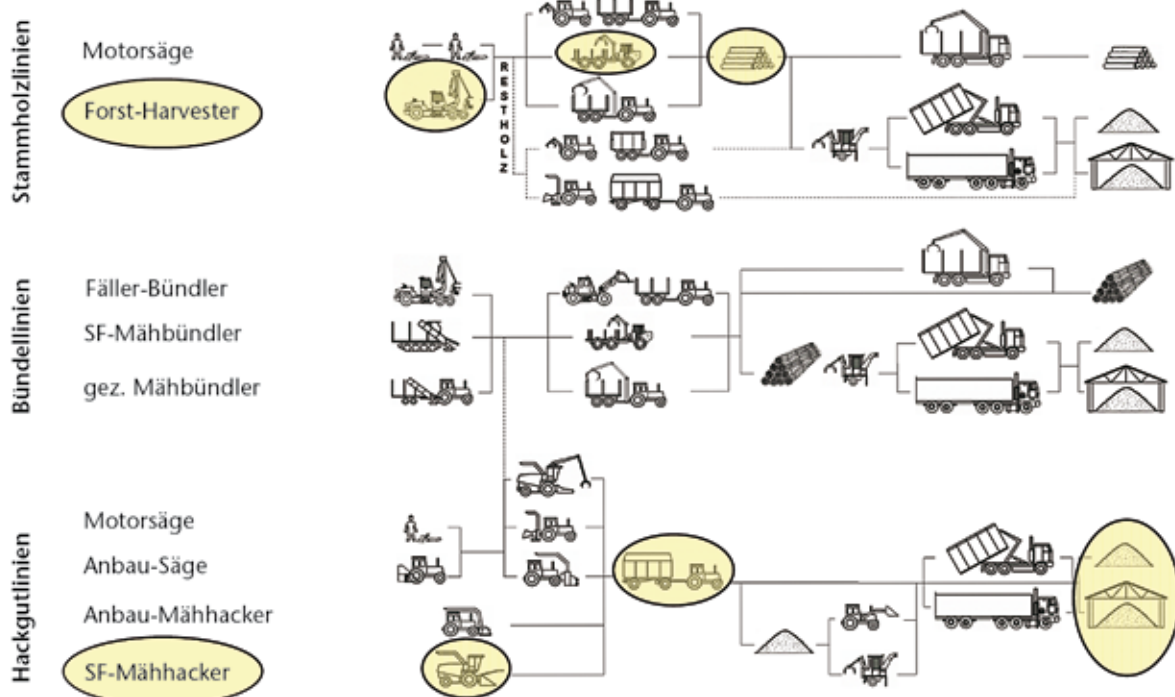 Stammholzlinien
Motorsäge
Forst-Harvester
RESTHOLZ
Bündellinien
Fäller-Bündler
SF-Mähbündler
gez. Mähbündler
Hackgutlinien
Motorsäge
Anbau-Säge
Anbau-Mähhacker
SF-Mähhacker